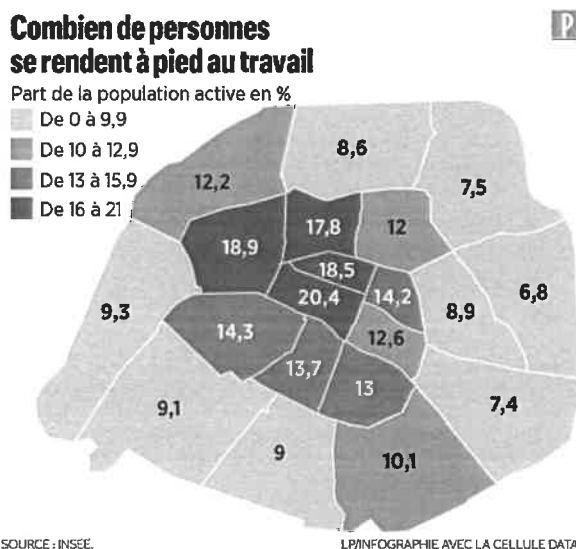 Combien de personnes
se rendent à pied au travail
P
Part de la population active en %
De 0 à 9,9
De 10 à 12,9
De 13 à 15,9
De 16 à 21
8,6
12,2
7,5
17,8
12
18,9
18,5
6,8
20,4
14,2
8,9
9,3
14,3
12,6
13,7
13
7,4
9,1
9
10,1
SOURCE : INSEE.
LP/INFOGRAPHIE AVEC LA CELLULE DATA